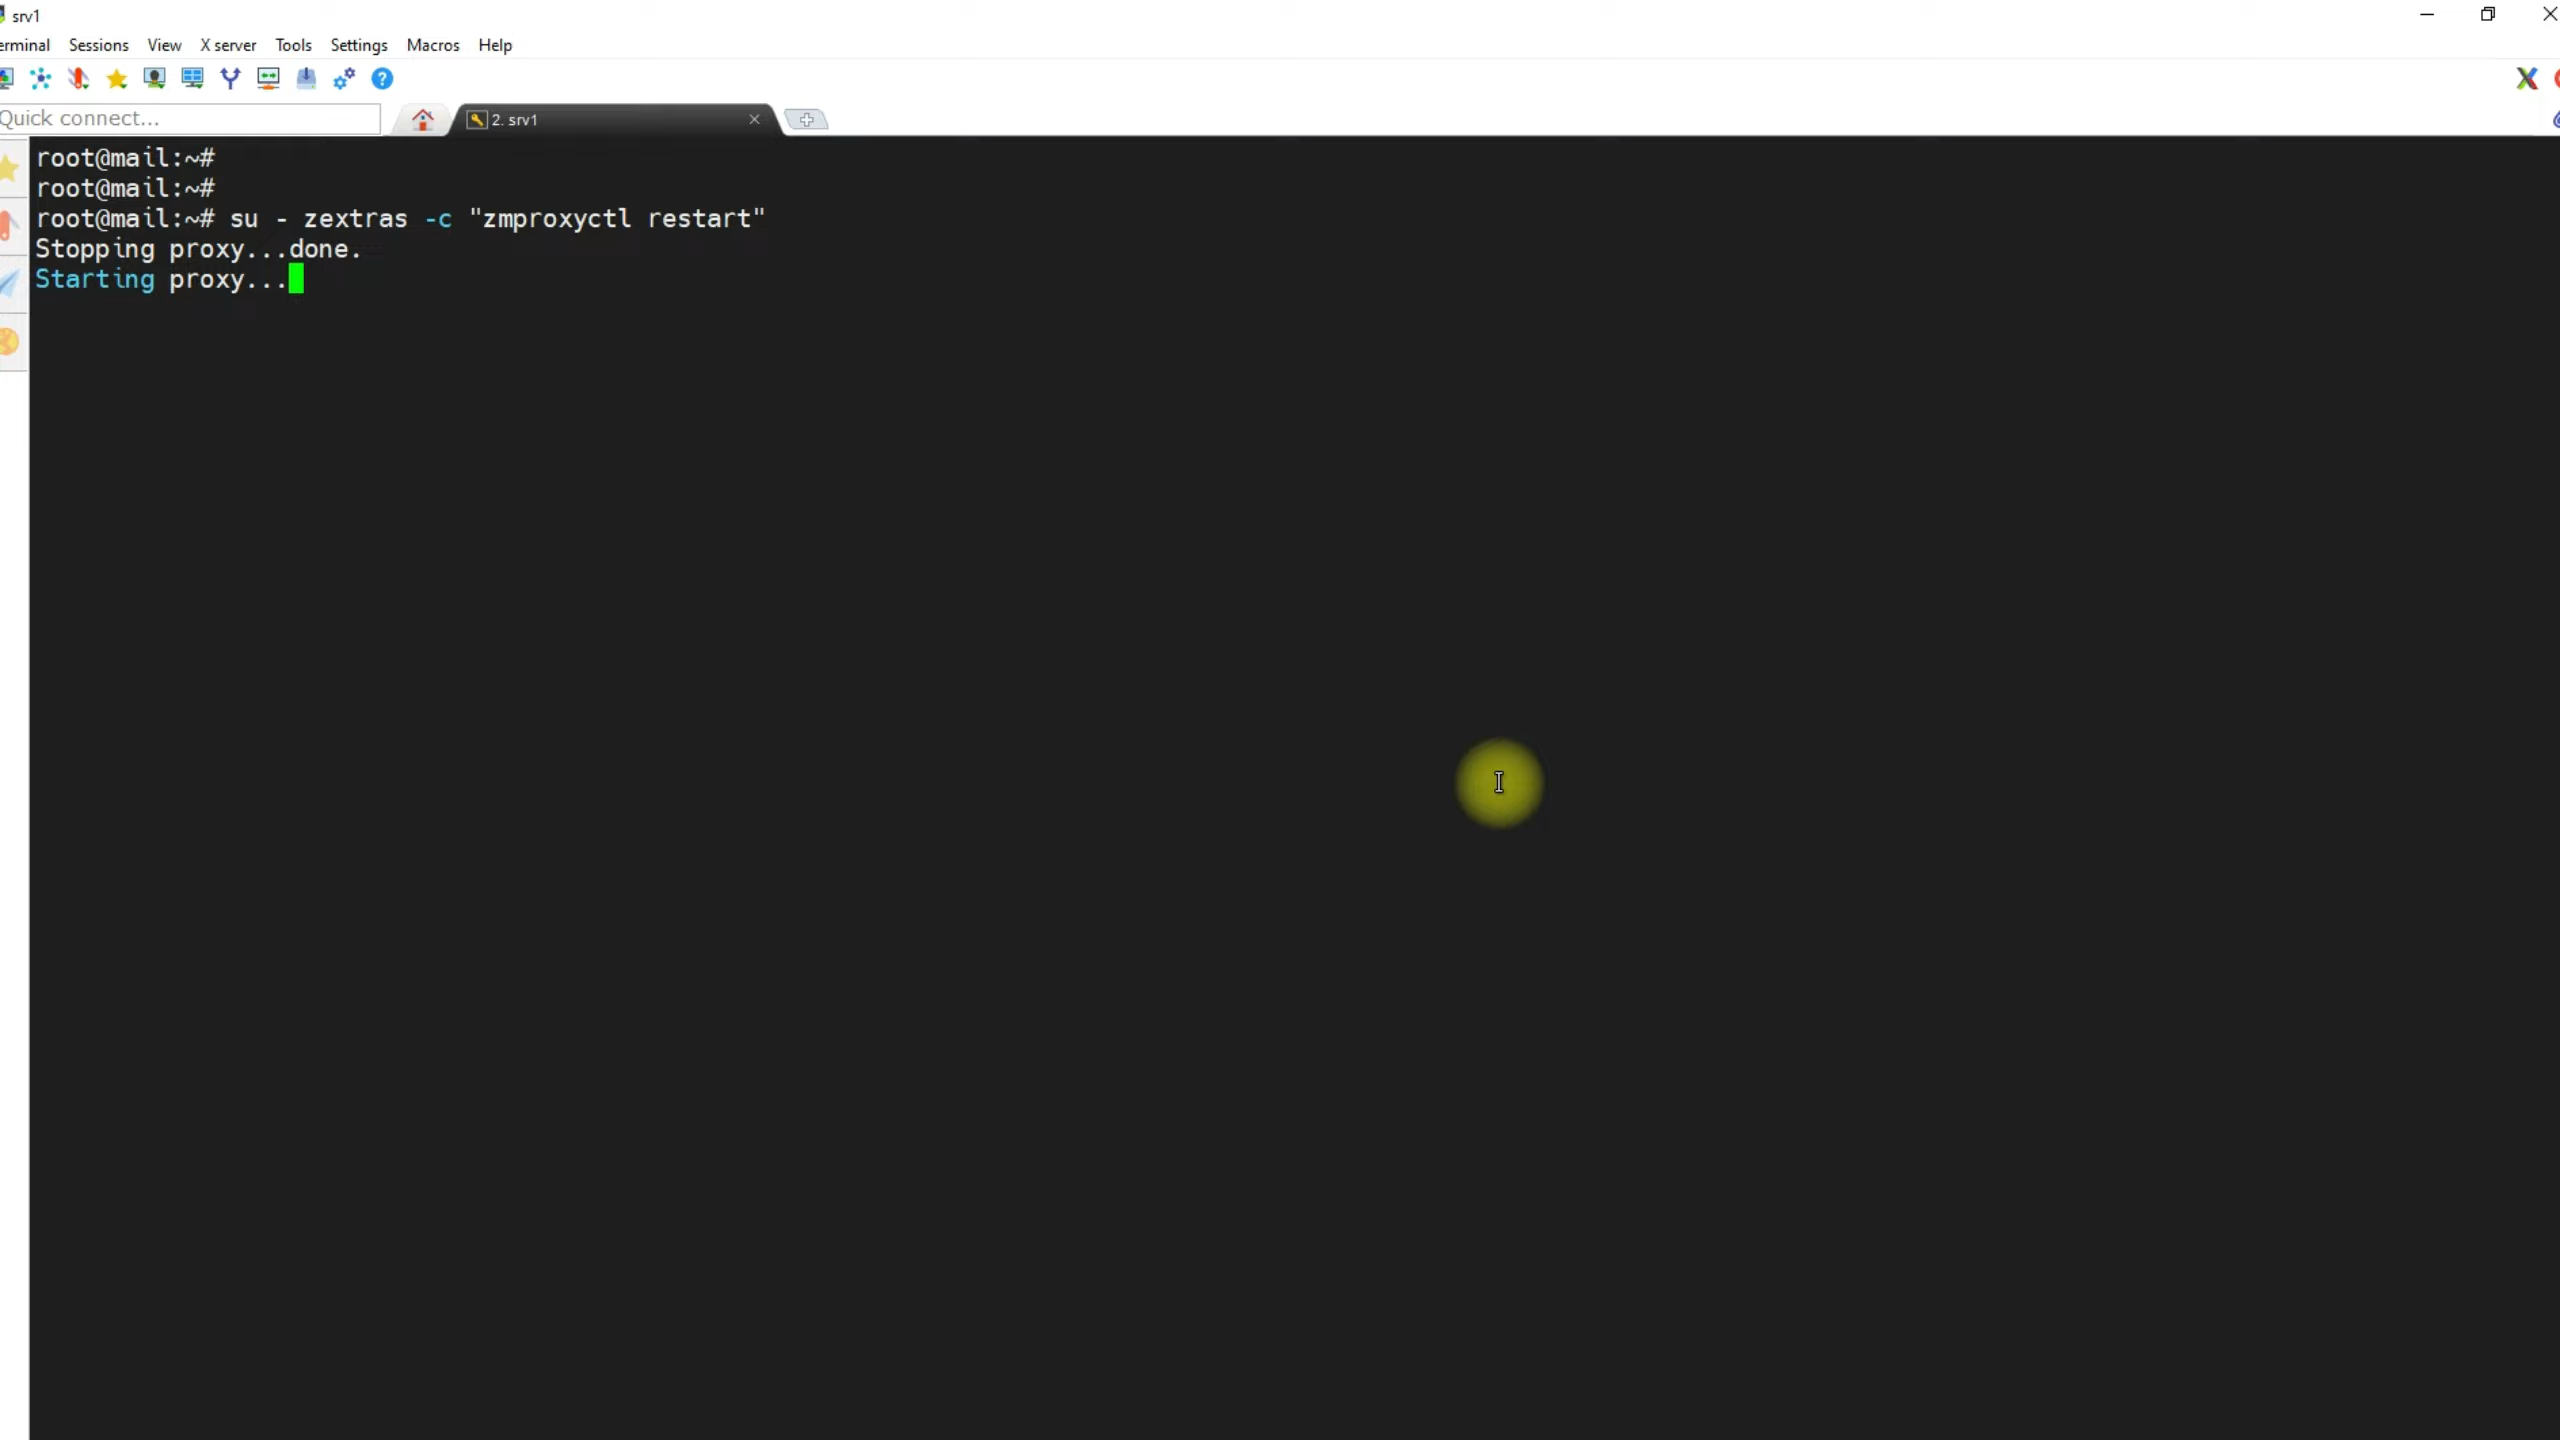 srv1
erminal Sessions View X server Tools Settings Macros Help
Quick connect...
2. srv1
root@mail:~#
root@mail:~#
root@mail:~# su - zextras -c "zmproxyctl restart"
Stopping proxy...done.
Starting proxy...